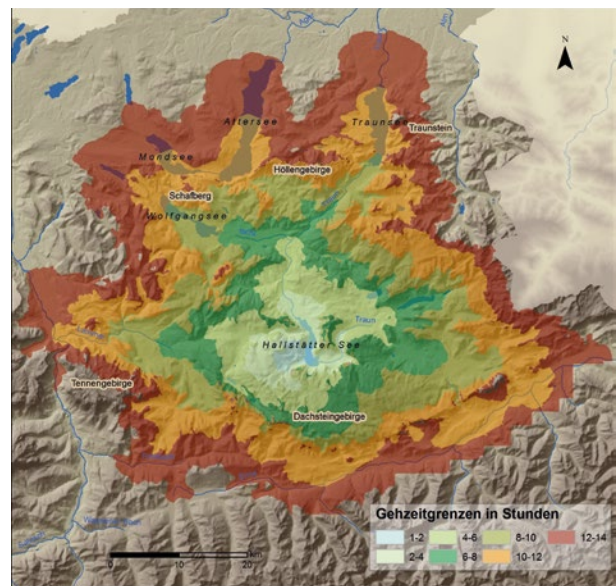 N
Attersee
Traunsee
Traunstein
Mondsee
Höllengebirge
Schafberg
Wolfgangsee
Traun
Hallstätter See
Tennengebirge
Dachsteingebirge
Gehzeitgrenzen in Stunden
1-2 4-6 8-10 12-14
2-4 6-8 10-12
0 10 20 km